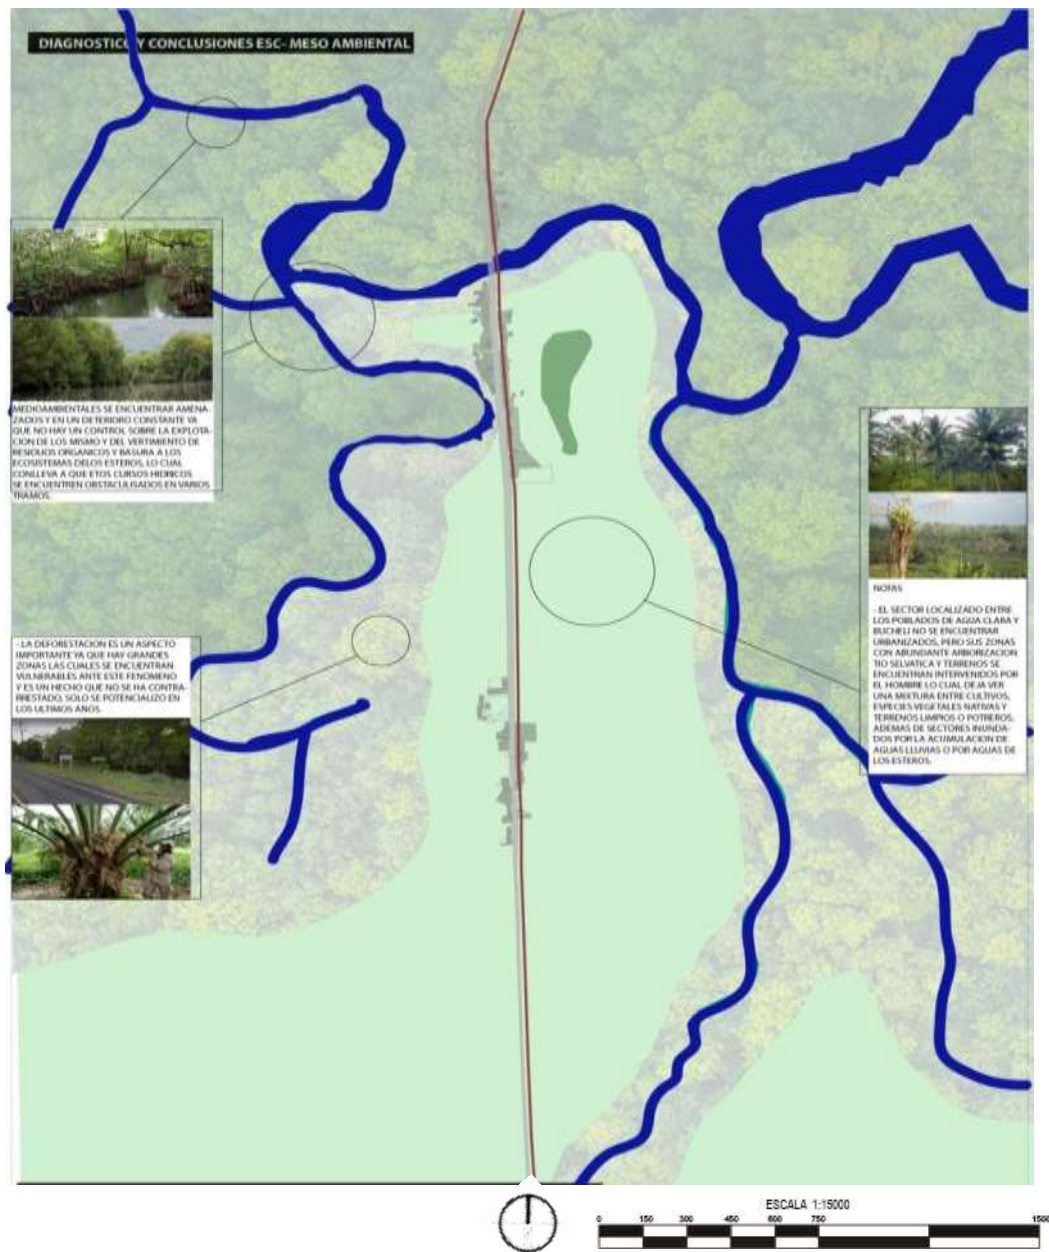 DIAGNOSTICO Y CONCLUSIONES ESC- MESO AMBIENTAL
MEDIOAMBIENTALES SE ENCUENTRAR AMENA-
ZADOS Y EN UN DETERIORO CONSTANTE YA
QUE NO HAY UN CONTROL SOBRE LA EXPLOTA-
CION DE LOS MISMO Y DEL VERTIMIENTO DE
RESIDUOS ORGANICOS Y BASURA A LOS
ECOSISTEMAS DELOS ESTEROS, LO CUAL
CONLLEVA A QUE ETOS CURSOS HIDRICOS
SE ENCUENTREN OBSTACULISADOS EN VARIOS
TRAMOS.
- LA DEFORESTACION ES UN ASPECTO
IMPORTANTE YA QUE HAY GRANDES
ZONAS LAS CUALES SE ENCUENTRAN
VULNERABLES ANTE ESTE FENOMENO
Y ES UN HECHO QUE NO SE HA CONTRA-
RRESTADO, SOLO SE POTENCIALIZO EN
LOS ULTIMOS AÑOS.
NOTAS
- EL SECTOR LOCALIZADO ENTRE
LOS POBLADOS DE AGUA CLARA Y
BUCHELI NO SE ENCUENTRAR
URBANIZADOS, PERO SUS ZONAS
CON ABUNDANTE ARBORIZACION
TIO SELVATICA Y TERRENOS SE
ENCUENTRAN INTERVENIDOS POR
EL HOMBRE LO CUAL DEJA VER
UNA MIXTURA ENTRE CULTIVOS,
ESPECIES VEGETALES NATIVAS Y
TERRENOS LIMPIOS O POTREROS,
ADEMAS DE SECTORES INUNDA-
DOS POR LA ACUMULACION DE
AGUAS LLUVIAS O POR AGUAS DE
LOS ESTEROS.
ESCALA 1:15000
0 150 300 450 600 750 1500